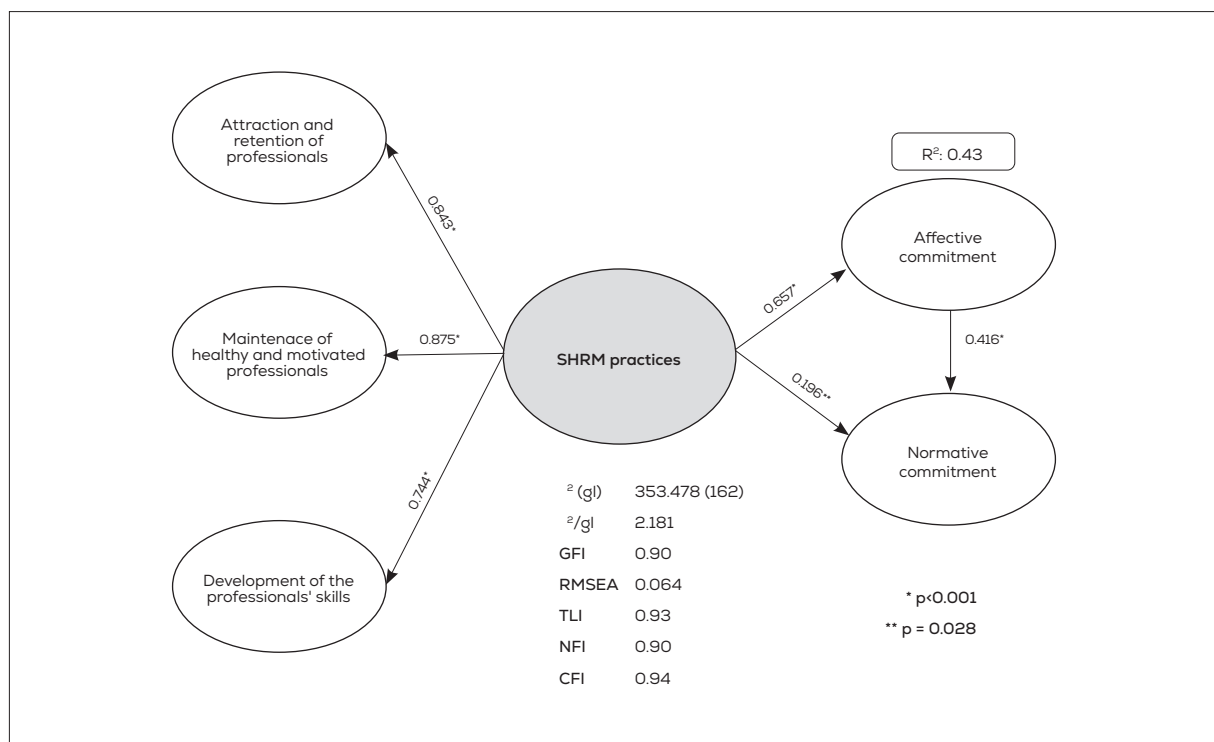 Attraction and
retention of
professionals
R²: 0.43
Affective
commitment
0.843*
0.657*
Maintenace of
healthy and motivated
professionals
0.875*
SHRM practices
0.416*
0.196**
Normative
commitment
0.744*
² (gl) 353.478 (162)
²/gl 2.181
GFI 0.90
RMSEA 0.064
TLI 0.93
NFI 0.90
CFI 0.94
Development of the
professionals' skills
* p<0.001
** p = 0.028